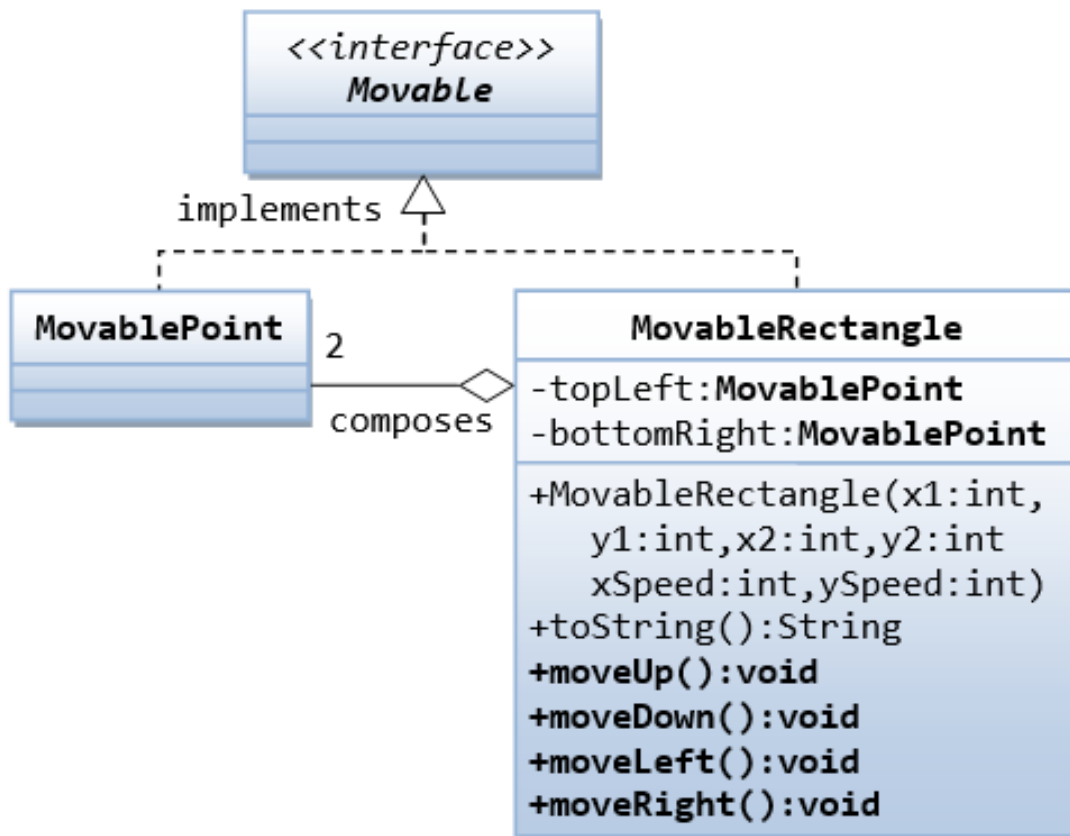 <<interface>>
Movable
implements
MovablePoint
2
composes
MovableRectangle
-topLeft:MovablePoint
-bottomRight:MovablePoint
+MovableRectangle(x1:int,
y1:int,x2:int,y2:int
xSpeed:int,ySpeed:int)
+toString():String
+moveUp():void
+moveDown():void
+moveLeft():void
+moveRight():void